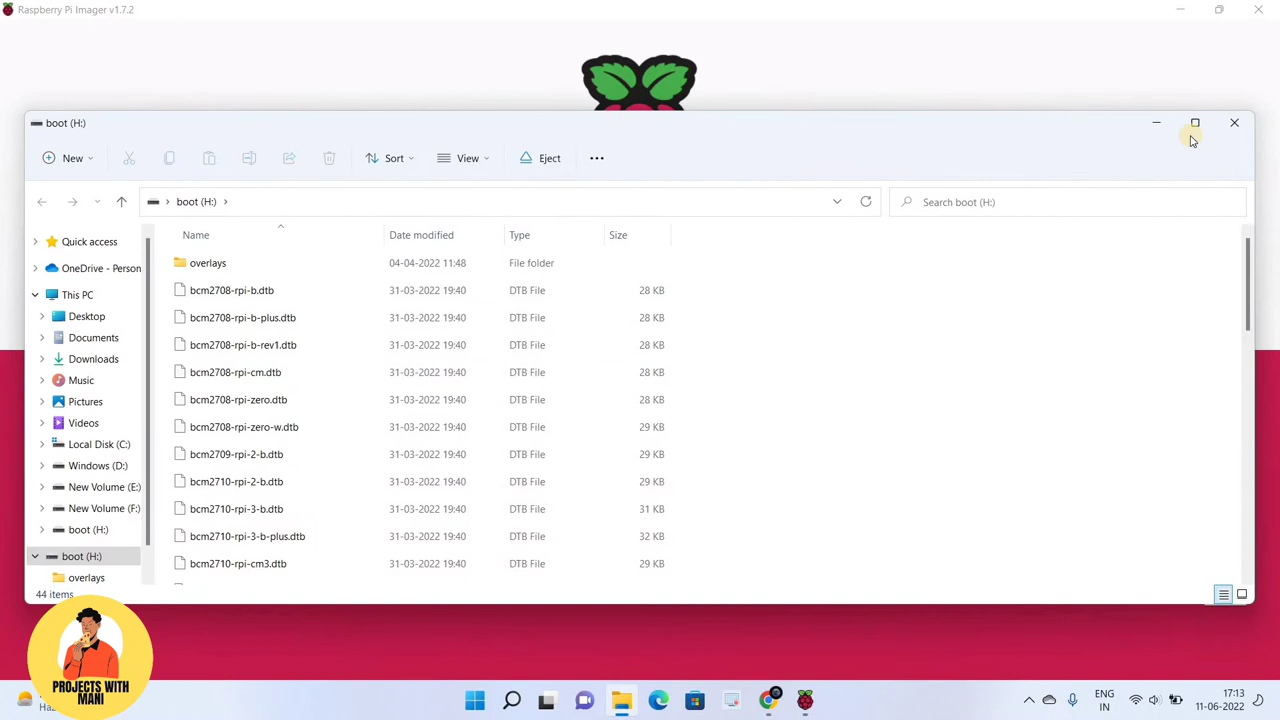 Raspberry Pi Imager v1.7.2
boot (H:)
New
Sort
View
Eject
boot (H:)
Search boot (H:)
Name Date modified Type Size
Quick access
OneDrive - Person
This PC
Desktop
Documents
Downloads
Music
Pictures
Videos
Local Disk (C:)
Windows (D:)
New Volume (E:)
New Volume (F:)
boot (H:)
boot (H:)
overlays
overlays 04-04-2022 11:48 File folder
bcm2708-rpi-b.dtb 31-03-2022 19:40 DTB File 28 KB
bcm2708-rpi-b-plus.dtb 31-03-2022 19:40 DTB File 28 KB
bcm2708-rpi-b-rev1.dtb 31-03-2022 19:40 DTB File 28 KB
bcm2708-rpi-cm.dtb 31-03-2022 19:40 DTB File 28 KB
bcm2708-rpi-zero.dtb 31-03-2022 19:40 DTB File 28 KB
bcm2708-rpi-zero-w.dtb 31-03-2022 19:40 DTB File 29 KB
bcm2709-rpi-2-b.dtb 31-03-2022 19:40 DTB File 29 KB
bcm2710-rpi-2-b.dtb 31-03-2022 19:40 DTB File 29 KB
bcm2710-rpi-3-b.dtb 31-03-2022 19:40 DTB File 31 KB
bcm2710-rpi-3-b-plus.dtb 31-03-2022 19:40 DTB File 32 KB
bcm2710-rpi-cm3.dtb 31-03-2022 19:40 DTB File 29 KB
44 items
PROJECTS WITH
MANI
ENG
IN
17:13
11-06-2022